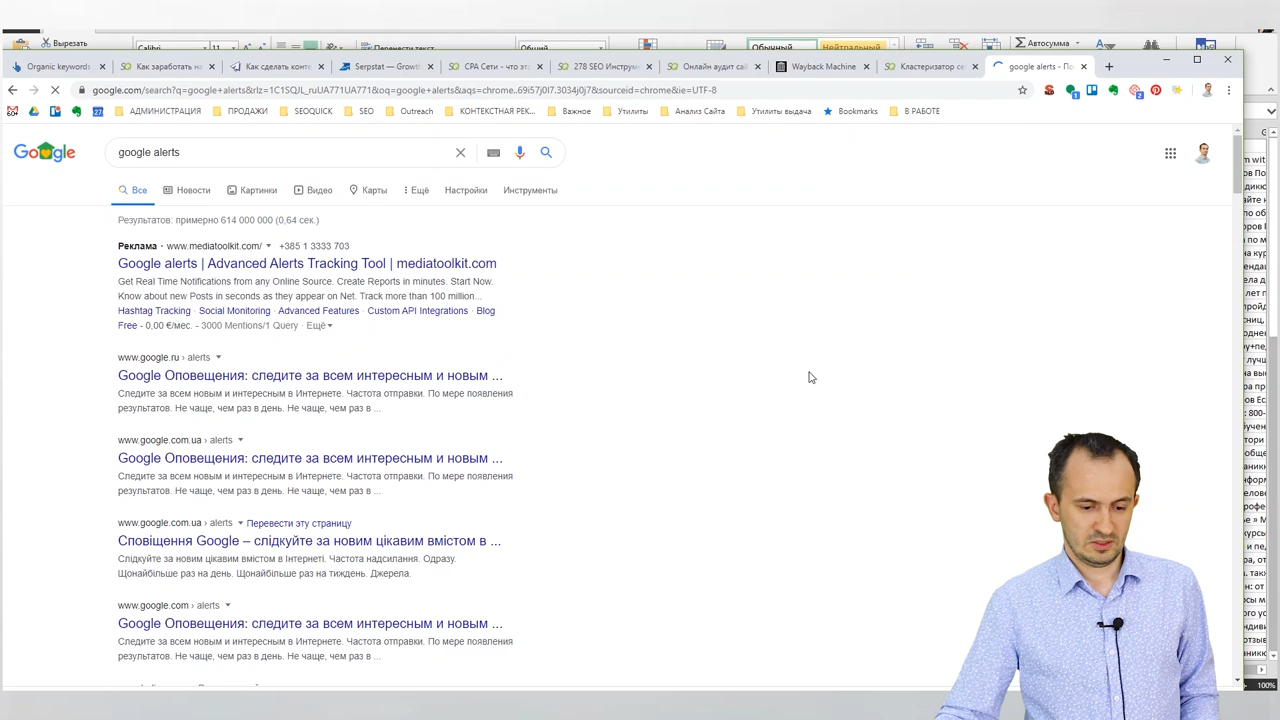 Вырезать
Calibri
11
Перенести текст
Общий
Обычный
Нейтральный
Автосумма
Organic keywords
Как заработать на
Как сделать конте
Serpstat — Growth
CPA Сети - что это
278 SEO Инструме
Онлайн аудит сай
Wayback Machine
Кластеризатор се
google alerts - По
google.com/search?q=google+alerts&rlz=1C1SQJL_ruUA771UA771&oq=google+alerts&aqs=chrome..69i57j0l7.3034j0j7&sourceid=chrome&ie=UTF-8
27
АДМИНИСТРАЦИЯ
ПРОДАЖИ
SEOQUICK
SEO
Outreach
КОНТЕКСТНАЯ РЕК...
Важное
Утилиты
Анализ Сайта
Утилиты выдача
Bookmarks
В РАБОТЕ
Google
google alerts
Все
Новости
Картинки
Видео
Карты
Ещё
Настройки
Инструменты
Результатов: примерно 614 000 000 (0,64 сек.)
Реклама · www.mediatoolkit.com/ +385 1 3333 703
Google alerts | Advanced Alerts Tracking Tool | mediatoolkit.com
Get Real Time Notifications from any Online Source. Create Reports in minutes. Start Now.
Know about new Posts in seconds as they appear on Net. Track more than 100 million...
Hashtag Tracking · Social Monitoring · Advanced Features · Custom API Integrations · Blog
Free - 0,00 €/мес. - 3000 Mentions/1 Query · Ещё
www.google.ru › alerts
Google Оповещения: следите за всем интересным и новым ...
Следите за всем новым и интересным в Интернете. Частота отправки. По мере появления
результатов. Не чаще, чем раз в день. Не чаще, чем раз в ...
www.google.com.ua › alerts
Google Оповещения: следите за всем интересным и новым ...
Следите за всем новым и интересным в Интернете. Частота отправки. По мере появления
результатов. Не чаще, чем раз в день. Не чаще, чем раз в ...
www.google.com.ua › alerts Перевести эту страницу
Сповіщення Google – слідкуйте за новим цікавим вмістом в ...
Слідкуйте за новим цікавим вмістом в Інтернеті. Частота надсилання. Одразу.
Щонайбільше раз на день. Щонайбільше раз на тиждень. Джерела.
www.google.com › alerts
Google Оповещения: следите за всем интересным и новым ...
Следите за всем новым и интересным в Интернете. Частота отправки. По мере появления
результатов. Не чаще, чем раз в день. Не чаще, чем раз в ...
100%